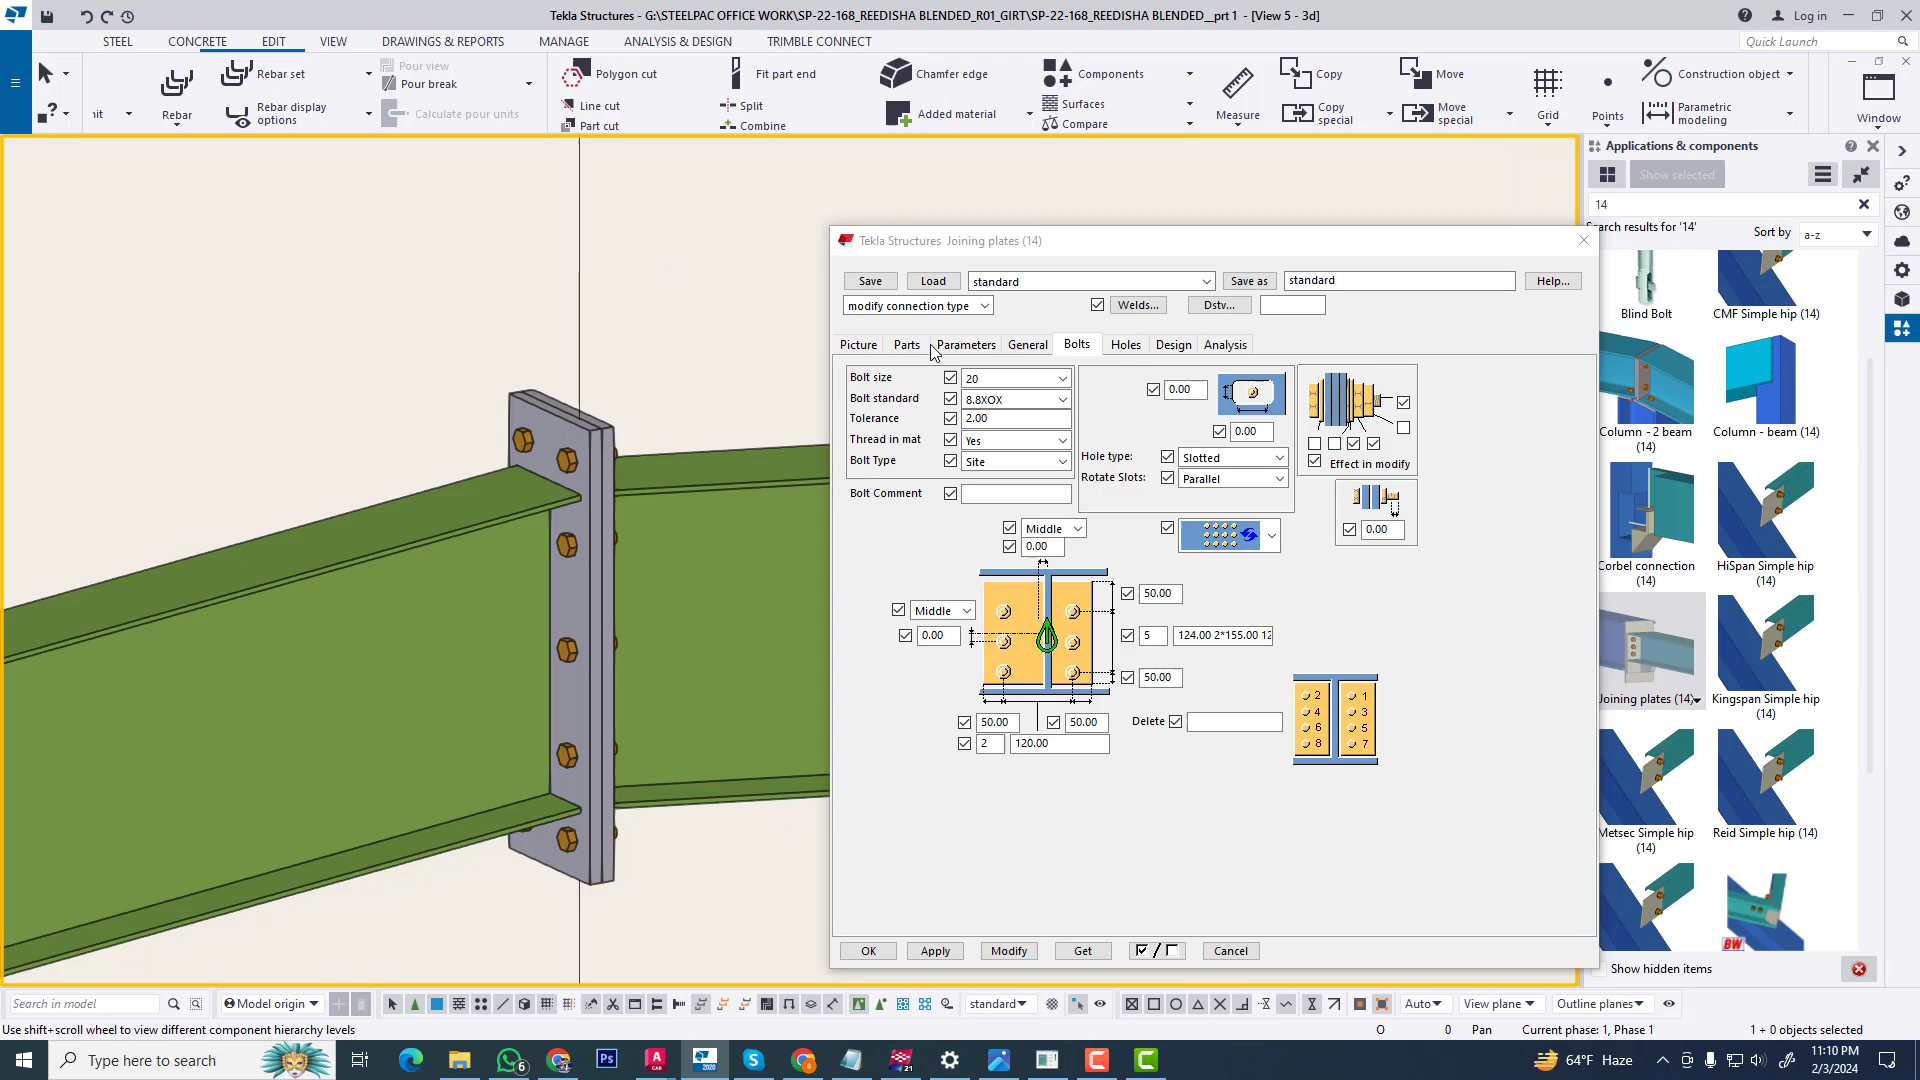 Tekla Structures - G:\STEELPAC OFFICE WORK\SP-22-168_REEDISHA BLENDED_R01_GIRT\SP-22-168_REEDISHA BLENDED__prt 1 - [View 5 - 3d]
Log in
STEEL CONCRETE EDIT VIEW DRAWINGS & REPORTS MANAGE ANALYSIS & DESIGN TRIMBLE CONNECT
Quick Launch
Rebar set
Pour view
Pour break
Polygon cut
Fit part end
Chamfer edge
Components
Copy
Move
Construction object
Line cut
Split
Surfaces
Rebar
Rebar display
options
Calculate pour units
Part cut
Combine
Added material
Compare
Measure
Copy
special
Move
special
Grid
Points
Parametric
modeling
Window
Applications & components
Show selected
14
Search results for '14'
Sort by a-z
Blind Bolt
CMF Simple hip (14)
Column - 2 beam
(14)
Column - beam (14)
Corbel connection
(14)
HiSpan Simple hip
(14)
Joining plates (14)
Kingspan Simple hip
(14)
Metsec Simple hip
(14)
Reid Simple hip (14)
BW
Show hidden items
Tekla Structures Joining plates (14)
Save Load standard Save as standard Help...
modify connection type Welds... Dstv...
Picture Parts Parameters General Bolts Holes Design Analysis
Bolt size 20
Bolt standard 8.8XOX
Tolerance 2.00
Thread in mat Yes
Bolt Type Site
Bolt Comment
0.00
0.00
Hole type: Slotted
Rotate Slots: Parallel
Effect in modify
0.00
Middle
0.00
Middle
0.00
50.00
5 124.00 2*155.00 12
50.00
50.00 50.00
2 120.00
Delete
2 1
4 3
6 5
8 7
OK Apply Modify Get / Cancel
Search in model
Model origin
standard
Auto
View plane
Outline planes
Use shift+scroll wheel to view different component hierarchy levels
O 0 Pan Current phase: 1, Phase 1 1 + 0 objects selected
Type here to search
64°F Haze
11:10 PM
2/3/2024